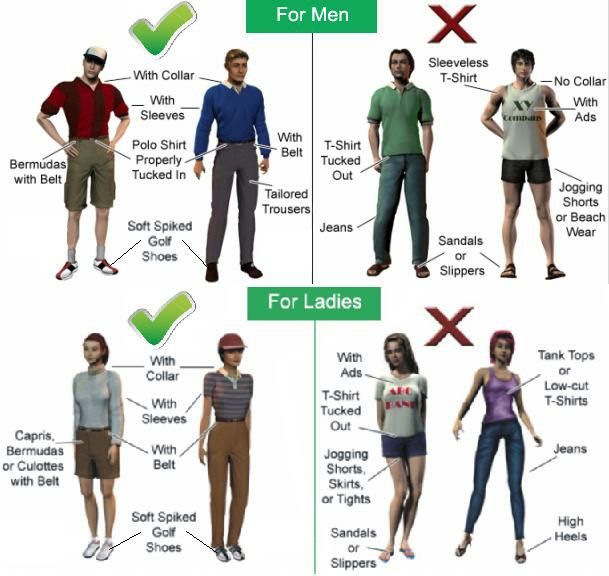 For Men
With Collar
With
Sleeves
Bermudas
with Belt
Polo Shirt
Properly
Tucked In
With
Belt
Tailored
Trousers
Soft Spiked
Golf
Shoes
Sleeveless
T-Shirt
No Collar
With
Ads
XY
Company
T-Shirt
Tucked
Out
Jeans
Jogging
Shorts
or Beach
Wear
Sandals
or
Slippers
For Ladies
With
Collar
With
Sleeves
Capris,
Bermudas
or Culottes
with Belt
With
Belt
Soft Spiked
Golf
Shoes
With
Ads
ABC
BANK
T-Shirt
Tucked
Out
Jogging
Shorts,
Skirts,
or Tights
Sandals
or
Slippers
Tank Tops
or
Low-cut
T-Shirts
Jeans
High
Heels